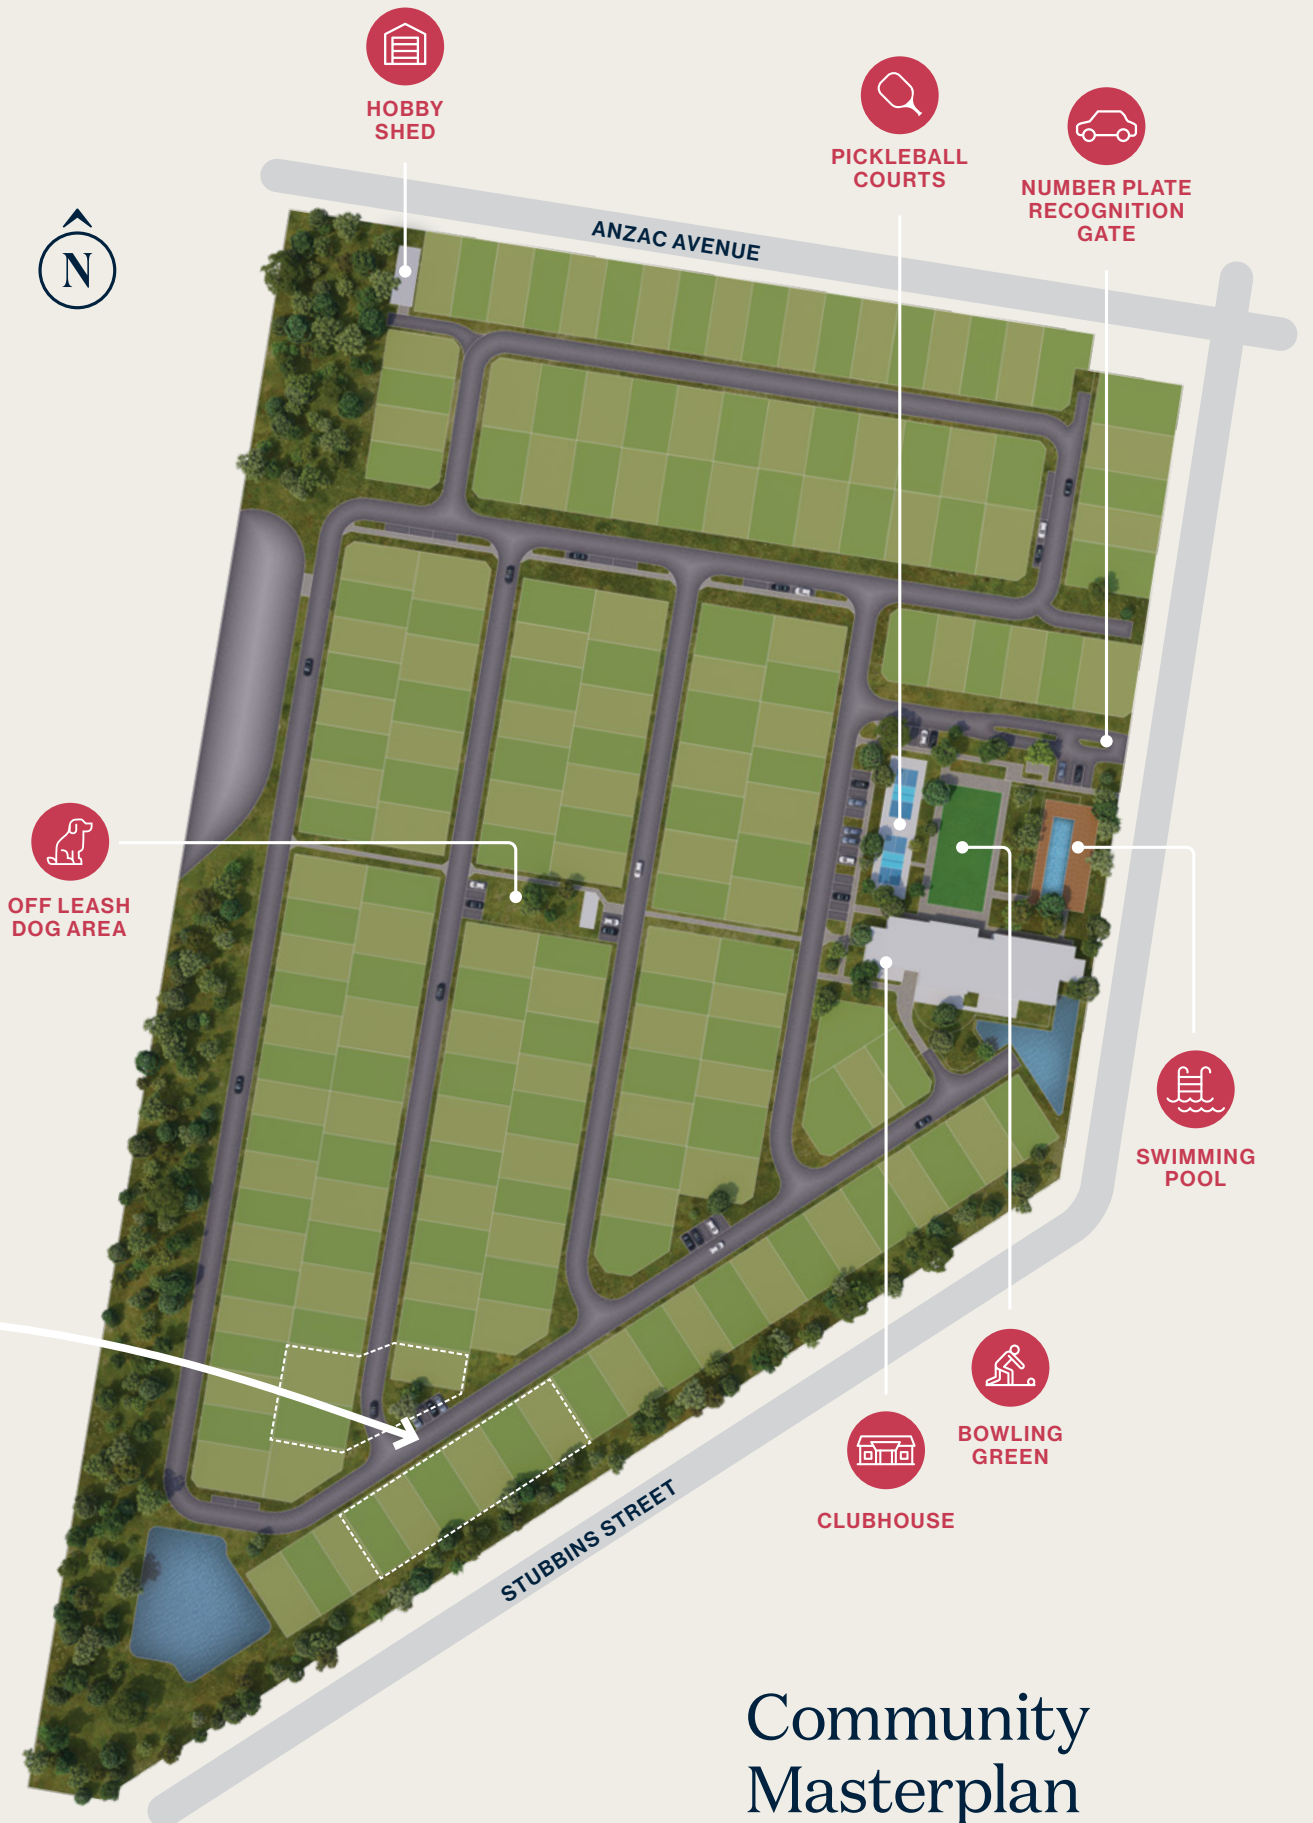 HOBBY
SHED
PICKLEBALL
COURTS
NUMBER PLATE
RECOGNITION
GATE
ANZAC AVENUE
N
OFF LEASH
DOG AREA
SWIMMING
POOL
BOWLING
GREEN
CLUBHOUSE
STUBBINS STREET
Community
Masterplan